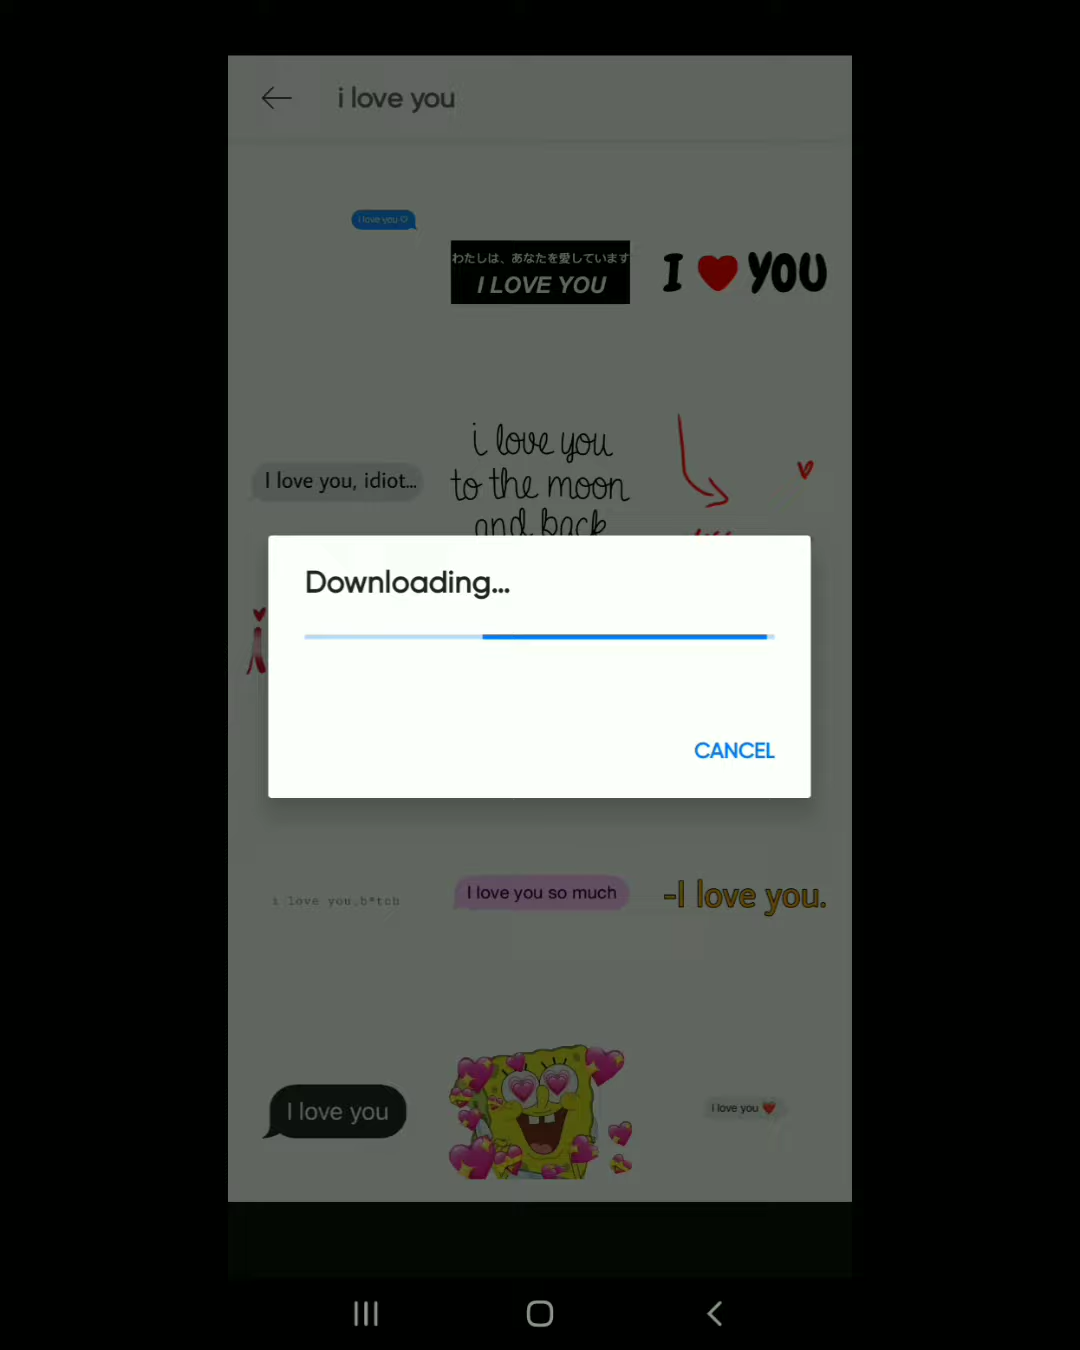 i love you
i love you ♡
わたしは、あなたを愛しています
I LOVE YOU
I ❤ YOU
I love you, idiot...
i love you
to the moon
and back
Downloading...
CANCEL
i love you,b*tch
I love you so much
-I love you.
I love you
i love you ❤️